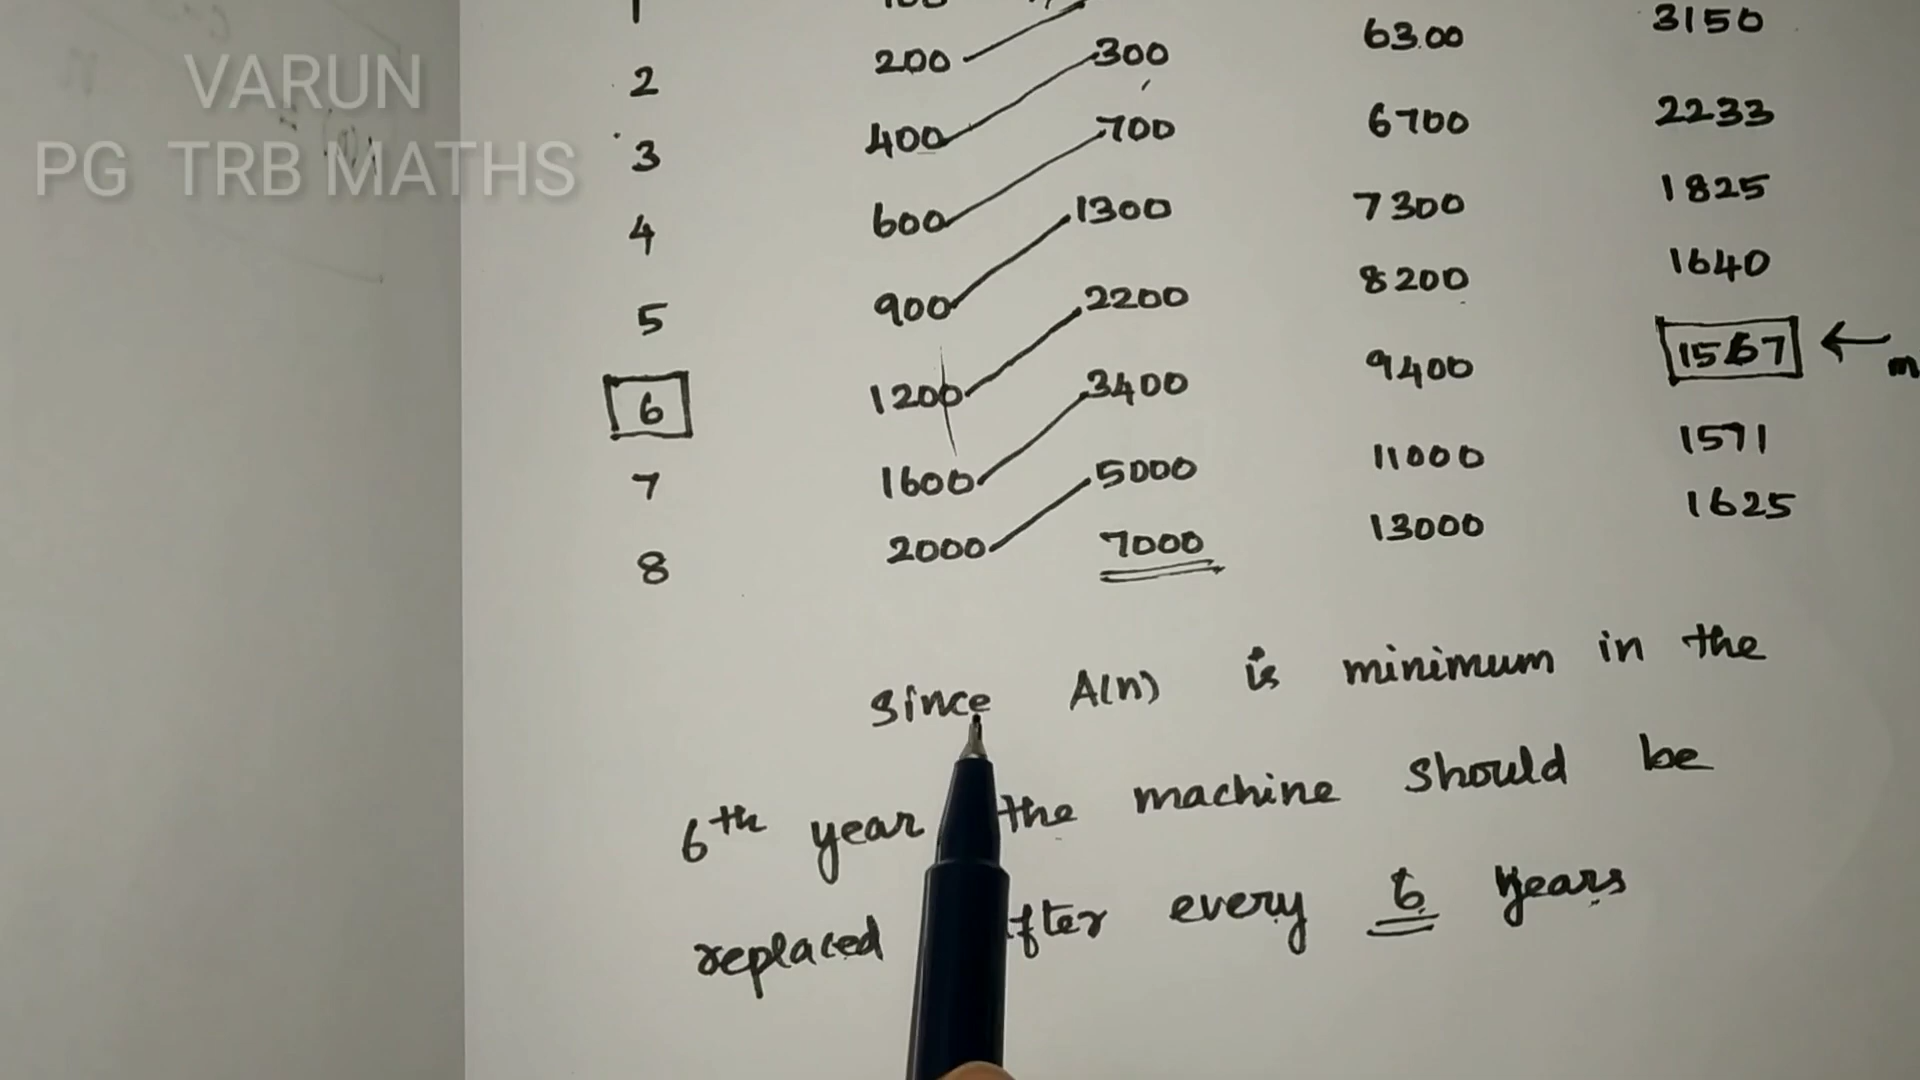 VARUN
PG TRB MATHS
1
2 200 300 6300 3150
3 400 700 6700 2233
4 600 1300 7300 1825
5 900 2200 8200 1640
6 1200 3400 9400 1567
7 1600 5000 11000 1571
8 2000 7000 13000 1625
Since A(n) is minimum in the
6th year the machine should be
replaced after every 6 years